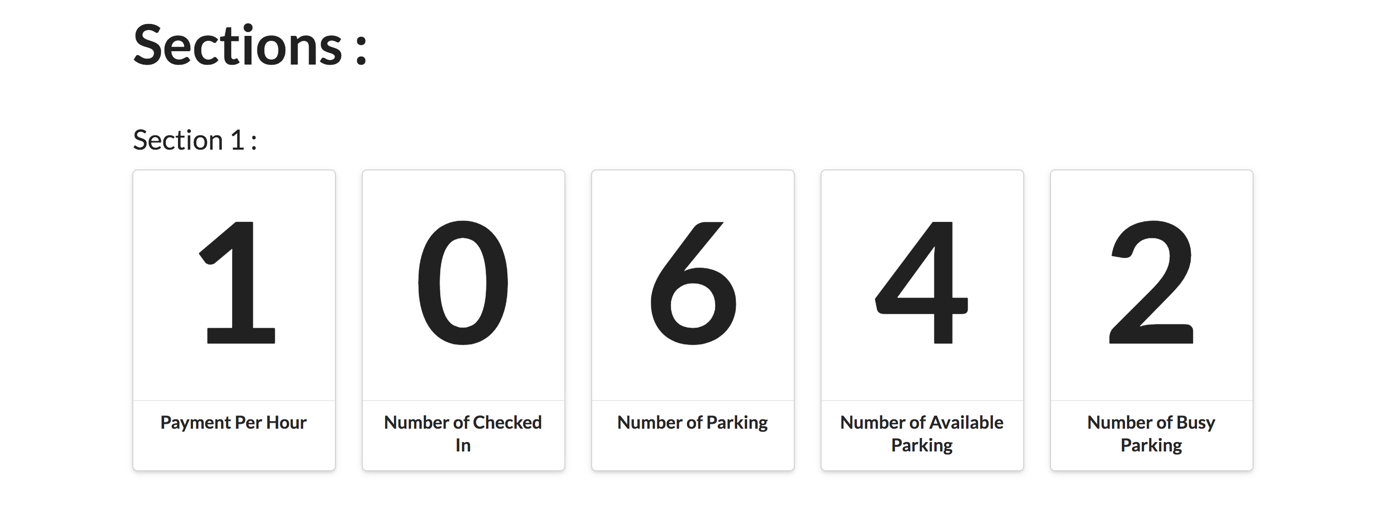 Sections :
Section 1 :
1
Payment Per Hour
0
Number of Checked
In
6
Number of Parking
4
Number of Available
Parking
2
Number of Busy
Parking